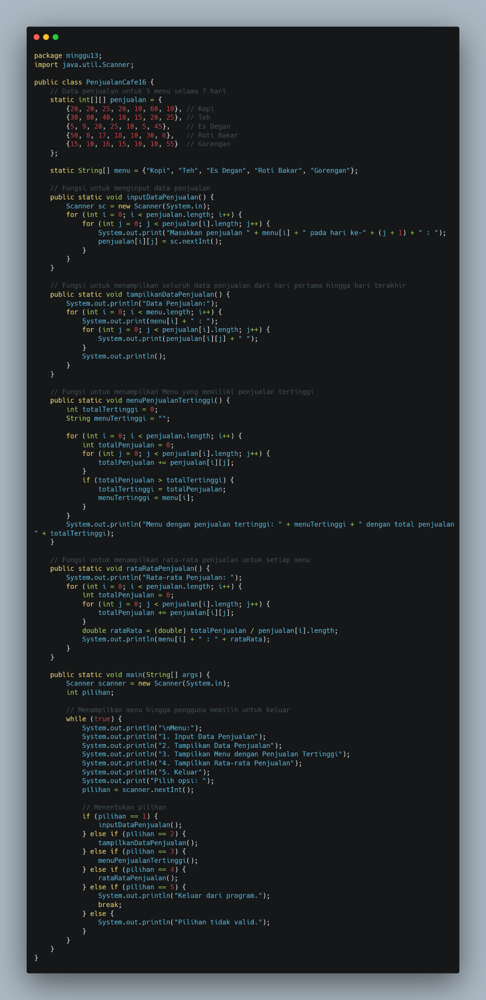 package minggu13;
import java.util.Scanner;

public class PenjualanCafe16 {
    // Data penjualan untuk 5 menu selama 7 hari
    static int[][] penjualan = {
        {20, 20, 25, 20, 10, 60, 10}, // Kopi
        {30, 80, 40, 10, 15, 20, 25}, // Teh
        {5, 9, 20, 25, 10, 5, 45},    // Es Degan
        {50, 8, 17, 18, 10, 30, 6},   // Roti Bakar
        {15, 10, 16, 15, 10, 10, 55}  // Gorengan
    };

    static String[] menu = {"Kopi", "Teh", "Es Degan", "Roti Bakar", "Gorengan"};

    // Fungsi untuk menginput data penjualan
    public static void inputDataPenjualan() {
        Scanner sc = new Scanner(System.in);
        for (int i = 0; i < penjualan.length; i++) {
            for (int j = 0; j < penjualan[i].length; j++) {
                System.out.print("Masukkan penjualan " + menu[i] + " pada hari ke-" + (j + 1) + " : ");
                penjualan[i][j] = sc.nextInt();
            }
        }
    }

    // Fungsi untuk menampilkan seluruh data penjualan dari hari pertama hingga hari terakhir
    public static void tampilkanDataPenjualan() {
        System.out.println("Data Penjualan:");
        for (int i = 0; i < menu.length; i++) {
            System.out.print(menu[i] + " : ");
            for (int j = 0; j < penjualan[i].length; j++) {
                System.out.print(penjualan[i][j] + " ");
            }
            System.out.println();
        }
    }

    // Fungsi untuk menampilkan Menu yang memiliki penjualan tertinggi
    public static void menuPenjualanTertinggi() {
        int totalTertinggi = 0;
        String menuTertinggi = "";

        for (int i = 0; i < penjualan.length; i++) {
            int totalPenjualan = 0;
            for (int j = 0; j < penjualan[i].length; j++) {
                totalPenjualan += penjualan[i][j];
            }
            if (totalPenjualan > totalTertinggi) {
                totalTertinggi = totalPenjualan;
                menuTertinggi = menu[i];
            }
        }
        System.out.println("Menu dengan penjualan tertinggi: " + menuTertinggi + " dengan total penjualan
" + totalTertinggi);
    }

    // Fungsi untuk menampilkan rata-rata penjualan untuk setiap menu
    public static void rataRataPenjualan() {
        System.out.println("Rata-rata Penjualan: ");
        for (int i = 0; i < penjualan.length; i++) {
            int totalPenjualan = 0;
            for (int j = 0; j < penjualan[i].length; j++) {
                totalPenjualan += penjualan[i][j];
            }
            double rataRata = (double) totalPenjualan / penjualan[i].length;
            System.out.println(menu[i] + " : " + rataRata);
        }
    }

    public static void main(String[] args) {
        Scanner scanner = new Scanner(System.in);
        int pilihan;

        // Menampilkan menu hingga pengguna memilih untuk keluar
        while (true) {
            System.out.println("\nMenu:");
            System.out.println("1. Input Data Penjualan");
            System.out.println("2. Tampilkan Data Penjualan");
            System.out.println("3. Tampilkan Menu dengan Penjualan Tertinggi");
            System.out.println("4. Tampilkan Rata-rata Penjualan");
            System.out.println("5. Keluar");
            System.out.print("Pilih opsi: ");
            pilihan = scanner.nextInt();

            // Menentukan pilihan
            if (pilihan == 1) {
                inputDataPenjualan();
            } else if (pilihan == 2) {
                tampilkanDataPenjualan();
            } else if (pilihan == 3) {
                menuPenjualanTertinggi();
            } else if (pilihan == 4) {
                rataRataPenjualan();
            } else if (pilihan == 5) {
                System.out.println("Keluar dari program.");
                break;
            } else {
                System.out.println("Pilihan tidak valid.");
            }
        }
    }
}